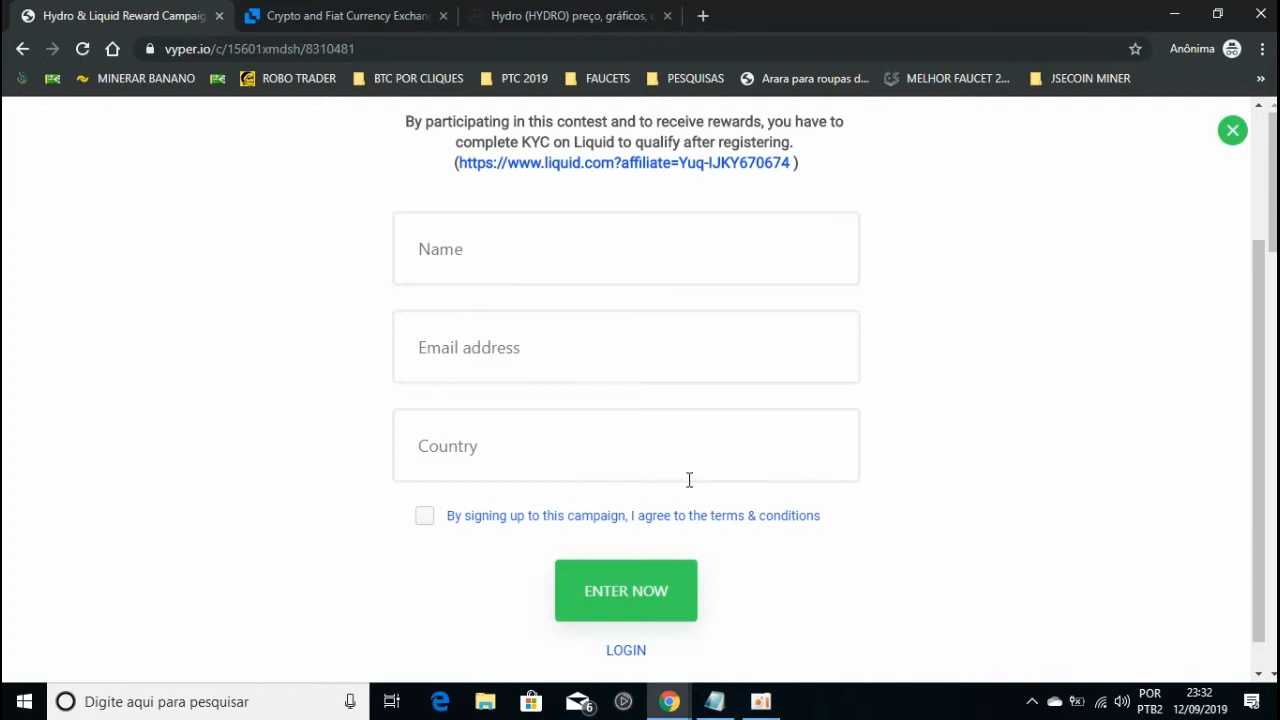 Hydro & Liquid Reward Campaig
Crypto and Fiat Currency Exchan
Hydro (HYDRO) preço, gráficos,
vyper.io/c/15601xmdsh/8310481
Anônima
MINERAR BANANO
ROBO TRADER
BTC POR CLIQUES
PTC 2019
FAUCETS
PESQUISAS
Arara para roupas d...
MELHOR FAUCET 2...
JSECOIN MINER
»
By participating in this contest and to receive rewards, you have to
complete KYC on Liquid to qualify after registering.
(https://www.liquid.com?affiliate=Yuq-IJKY670674 )
Name
Email address
Country
By signing up to this campaign, I agree to the terms & conditions
ENTER NOW
LOGIN
Digite aqui para pesquisar
6
POR
PTB2
23:32
12/09/2019